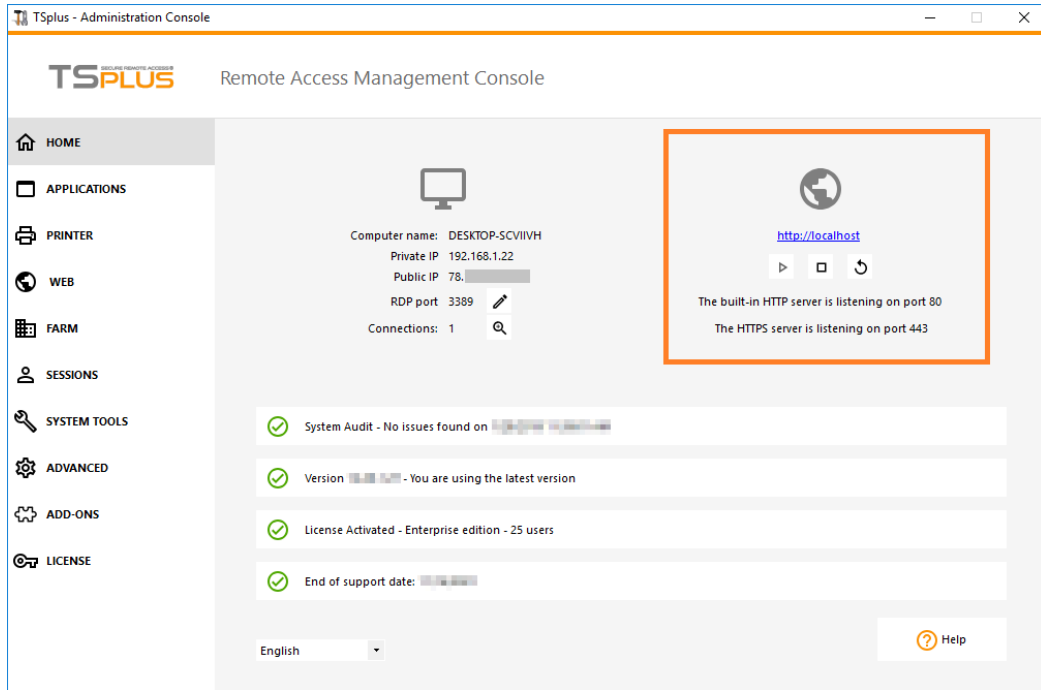 TSplus - Administration Console
SECURE REMOTE ACCESS
TSPLUS
Remote Access Management Console
HOME
APPLICATIONS
PRINTER
WEB
FARM
SESSIONS
SYSTEM TOOLS
ADVANCED
ADD-ONS
LICENSE
Computer name: DESKTOP-SCVIIVH
Private IP 192.168.1.22
Public IP 78.
RDP port 3389
Connections: 1
http://localhost
The built-in HTTP server is listening on port 80
The HTTPS server is listening on port 443
System Audit - No issues found on
Version - You are using the latest version
License Activated - Enterprise edition - 25 users
End of support date:
English
Help